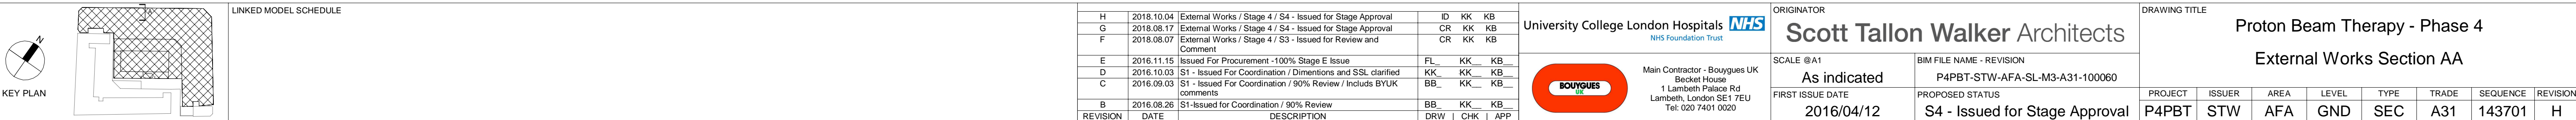 N
A
KEY PLAN
LINKED MODEL SCHEDULE
H 2018.10.04 External Works / Stage 4 / S4 - Issued for Stage Approval ID KK KB
G 2018.08.17 External Works / Stage 4 / S4 - Issued for Stage Approval CR KK KB
F 2018.08.07 External Works / Stage 4 / S3 - Issued for Review and CR KK KB
Comment
E 2016.11.15 Issued For Procurement -100% Stage E Issue FL_ KK__ KB__
D 2016.10.03 S1 - Issued For Coordination / Dimentions and SSL clarified KK_ KK__ KB__
C 2016.09.03 S1 - Issued For Coordination / 90% Review / Includs BYUK BB_ KK__ KB__
comments
B 2016.08.26 S1-Issued for Coordination / 90% Review BB_ KK__ KB__
REVISION DATE DESCRIPTION DRW | CHK | APP
University College London Hospitals NHS
NHS Foundation Trust
BOUYGUES
UK
Main Contractor - Bouygues UK
Becket House
1 Lambeth Palace Rd
Lambeth, London SE1 7EU
Tel: 020 7401 0020
ORIGINATOR
Scott Tallon Walker Architects
SCALE @A1
As indicated
BIM FILE NAME - REVISION
P4PBT-STW-AFA-SL-M3-A31-100060
FIRST ISSUE DATE
2016/04/12
PROPOSED STATUS
S4 - Issued for Stage Approval
DRAWING TITLE
Proton Beam Therapy - Phase 4
External Works Section AA
PROJECT ISSUER AREA LEVEL TYPE TRADE SEQUENCE REVISION
P4PBT STW AFA GND SEC A31 143701 H